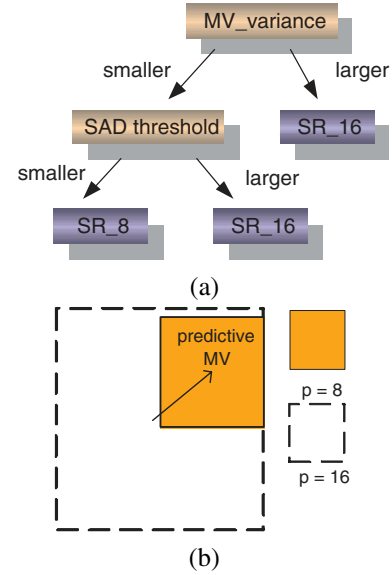 MV_variance
smaller
larger
SAD threshold
SR_16
smaller
larger
SR_8
SR_16
(a)
predictive
MV
p = 8
p = 16
(b)